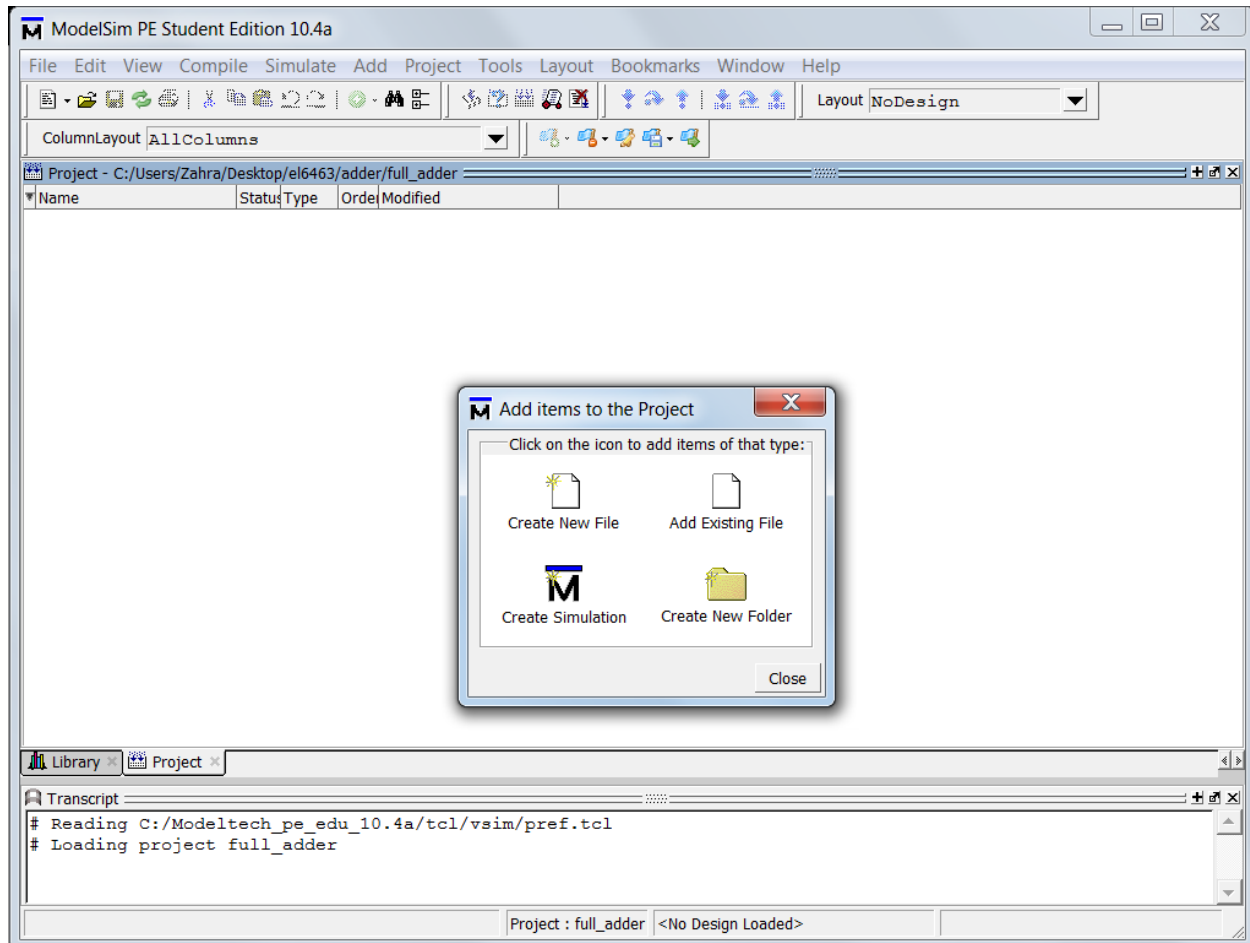 ModelSim PE Student Edition 10.4a
File Edit View Compile Simulate Add Project Tools Layout Bookmarks Window Help
Layout NoDesign
ColumnLayout AllColumns
Project - C:/Users/Zahra/Desktop/el6463/adder/full_adder
Name Status Type Order Modified
Add items to the Project
Click on the icon to add items of that type:
Create New File Add Existing File
Create Simulation Create New Folder
Close
Library Project
Transcript
# Reading C:/Modeltech_pe_edu_10.4a/tcl/vsim/pref.tcl
# Loading project full_adder
Project : full_adder <No Design Loaded>